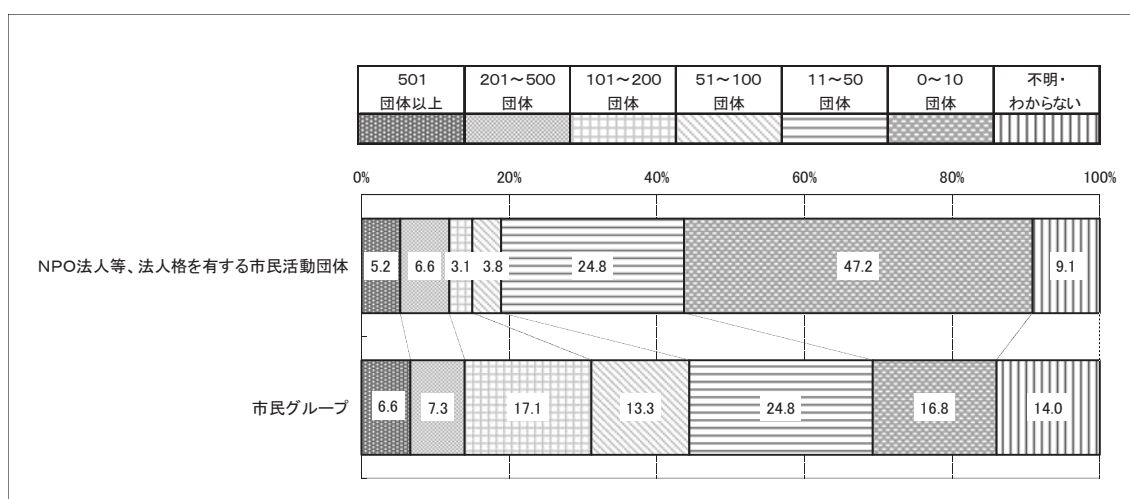 501
団体以上
201～500
団体
101～200
団体
51～100
団体
11～50
団体
0～10
団体
不明・
わからない
0%
20%
40%
60%
80%
100%
NPO法人等、法人格を有する市民活動団体
5.2
6.6
3.1
3.8
24.8
47.2
9.1
市民グループ
6.6
7.3
17.1
13.3
24.8
16.8
14.0